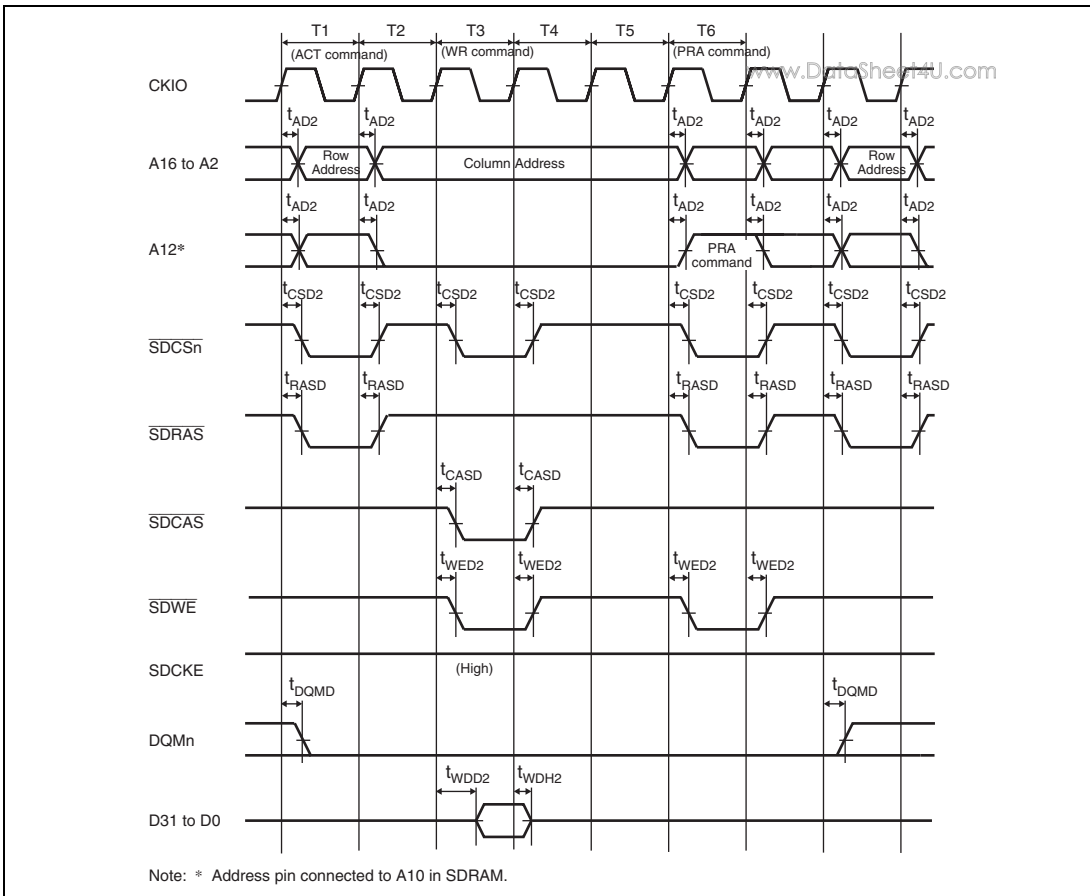 T1 T2 T3 T4 T5 T6
(ACT command) (WR command) (PRA command)
www.DataSheet4U.com
CKIO
tAD2 tAD2 tAD2 tAD2 tAD2 tAD2
A16 to A2
Row Address
Column Address
Row Address
tAD2 tAD2 tAD2 tAD2 tAD2 tAD2
A12*
PRA command
tCSD2 tCSD2 tCSD2 tCSD2 tCSD2 tCSD2 tCSD2 tCSD2
SDCSn
tRASD tRASD tRASD tRASD tRASD tRASD
SDRAS
tCASD tCASD
SDCAS
tWED2 tWED2 tWED2 tWED2
SDWE
SDCKE
(High)
tDQMD tDQMD
DQMn
tWDD2 tWDH2
D31 to D0
Note: * Address pin connected to A10 in SDRAM.